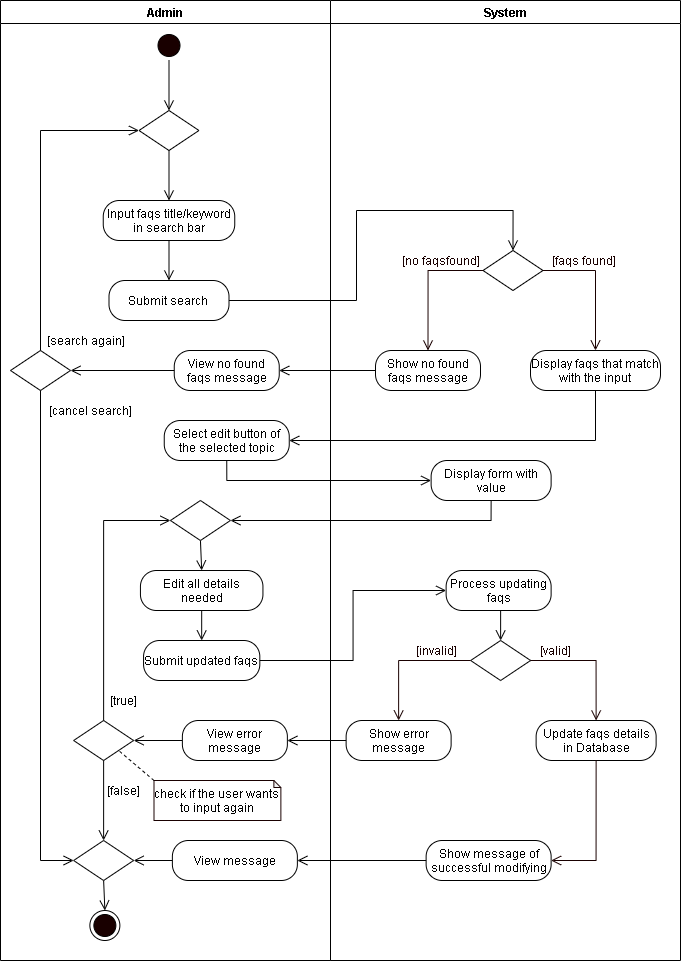 Admin
System
Input faqs title/keyword
in search bar
Submit search
[no faqsfound]
[faqs found]
[search again]
View no found
faqs message
Show no found
faqs message
Display faqs that match
with the input
[cancel search]
Select edit button of
the selected topic
Display form with
value
Edit all details
needed
Process updating
faqs
Submit updated faqs
[invalid]
[valid]
[true]
View error
message
Show error
message
Update faqs details
in Database
[false]
check if the user wants
to input again
View message
Show message of
successful modifying